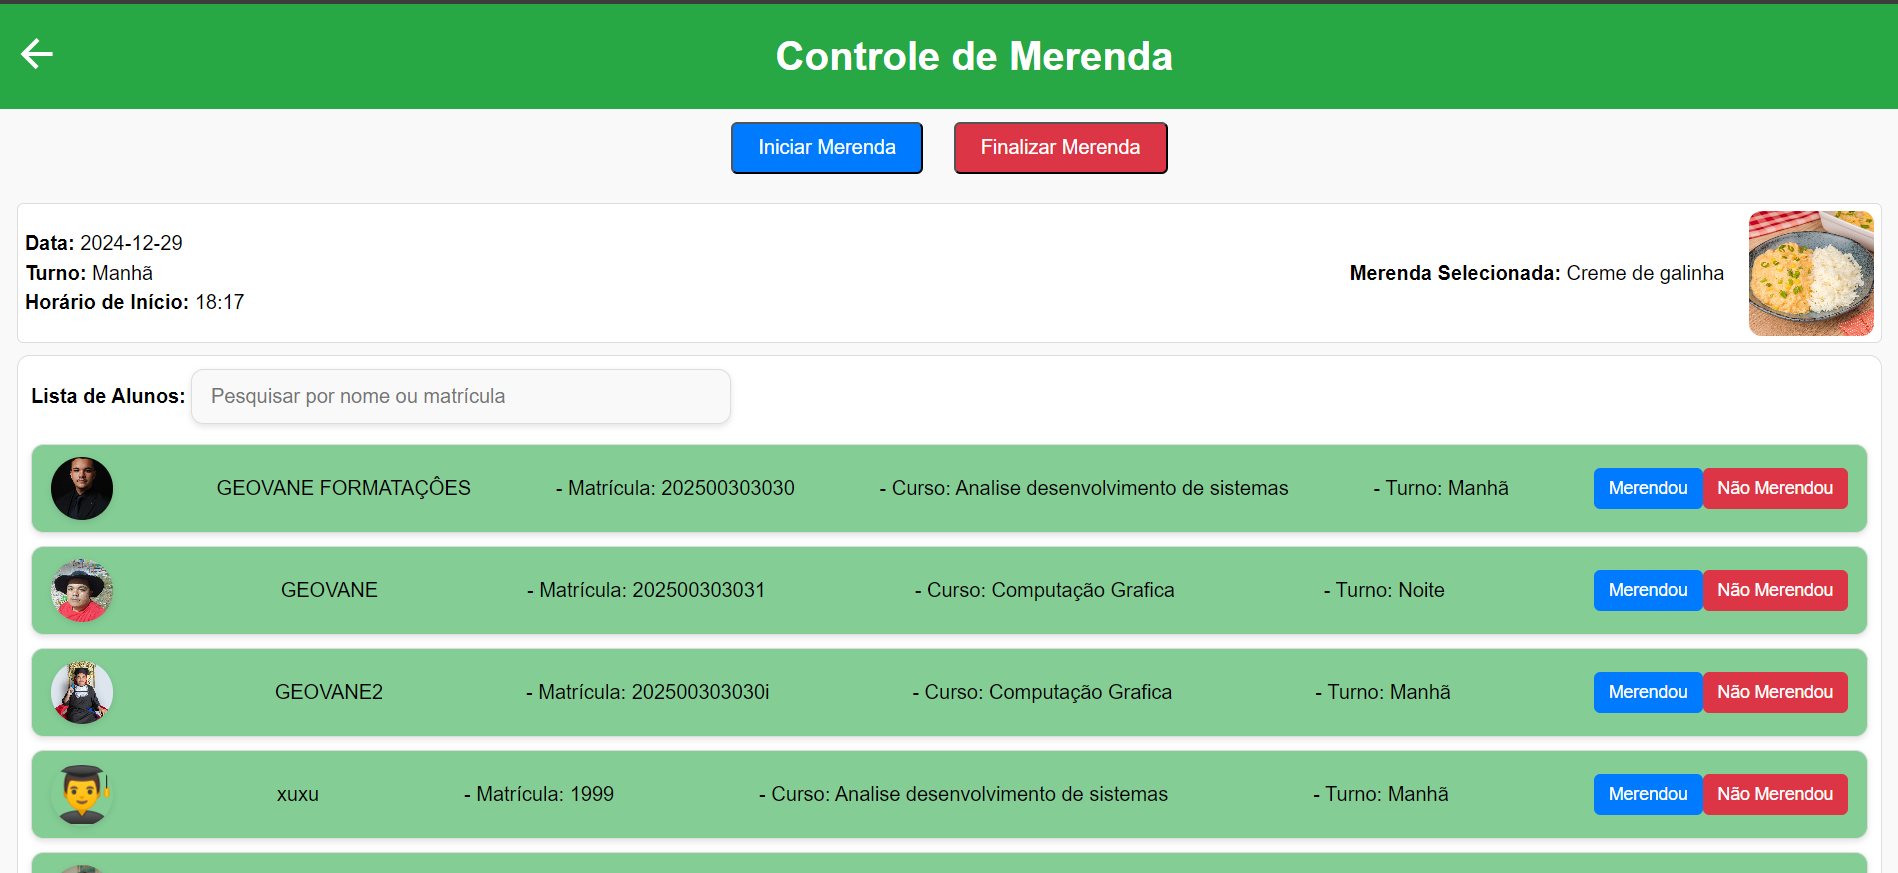 Controle de Merenda
Iniciar Merenda Finalizar Merenda
Data: 2024-12-29
Turno: Manhã
Horário de Início: 18:17
Merenda Selecionada: Creme de galinha
Lista de Alunos: Pesquisar por nome ou matrícula
GEOVANE FORMATAÇÔES - Matrícula: 202500303030 - Curso: Analise desenvolvimento de sistemas - Turno: Manhã Merendou Não Merendou
GEOVANE - Matrícula: 202500303031 - Curso: Computação Grafica - Turno: Noite Merendou Não Merendou
GEOVANE2 - Matrícula: 202500303030i - Curso: Computação Grafica - Turno: Manhã Merendou Não Merendou
xuxu - Matrícula: 1999 - Curso: Analise desenvolvimento de sistemas - Turno: Manhã Merendou Não Merendou